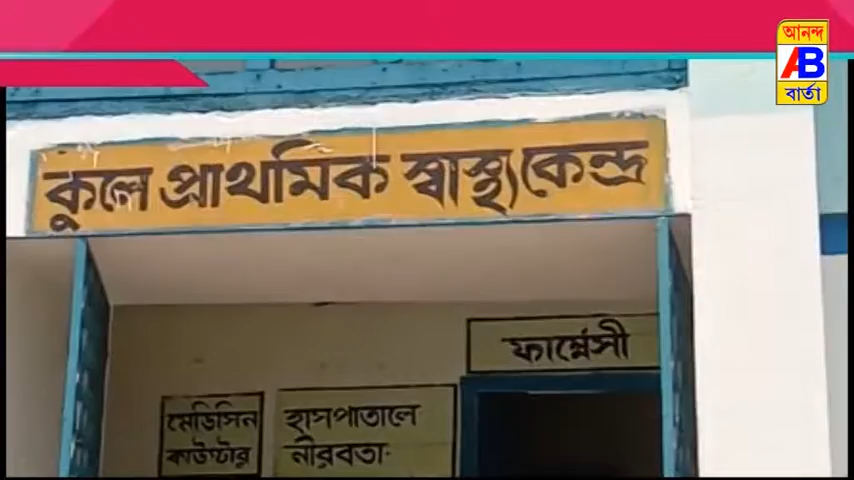 আনন্দ
AB
বার্তা
কুলে প্রাথমিক স্বাস্থ্যকেন্দ্র
ফার্মেসী
মেডিসিন
কাউন্টার
হাসপাতালে
নীরবতা